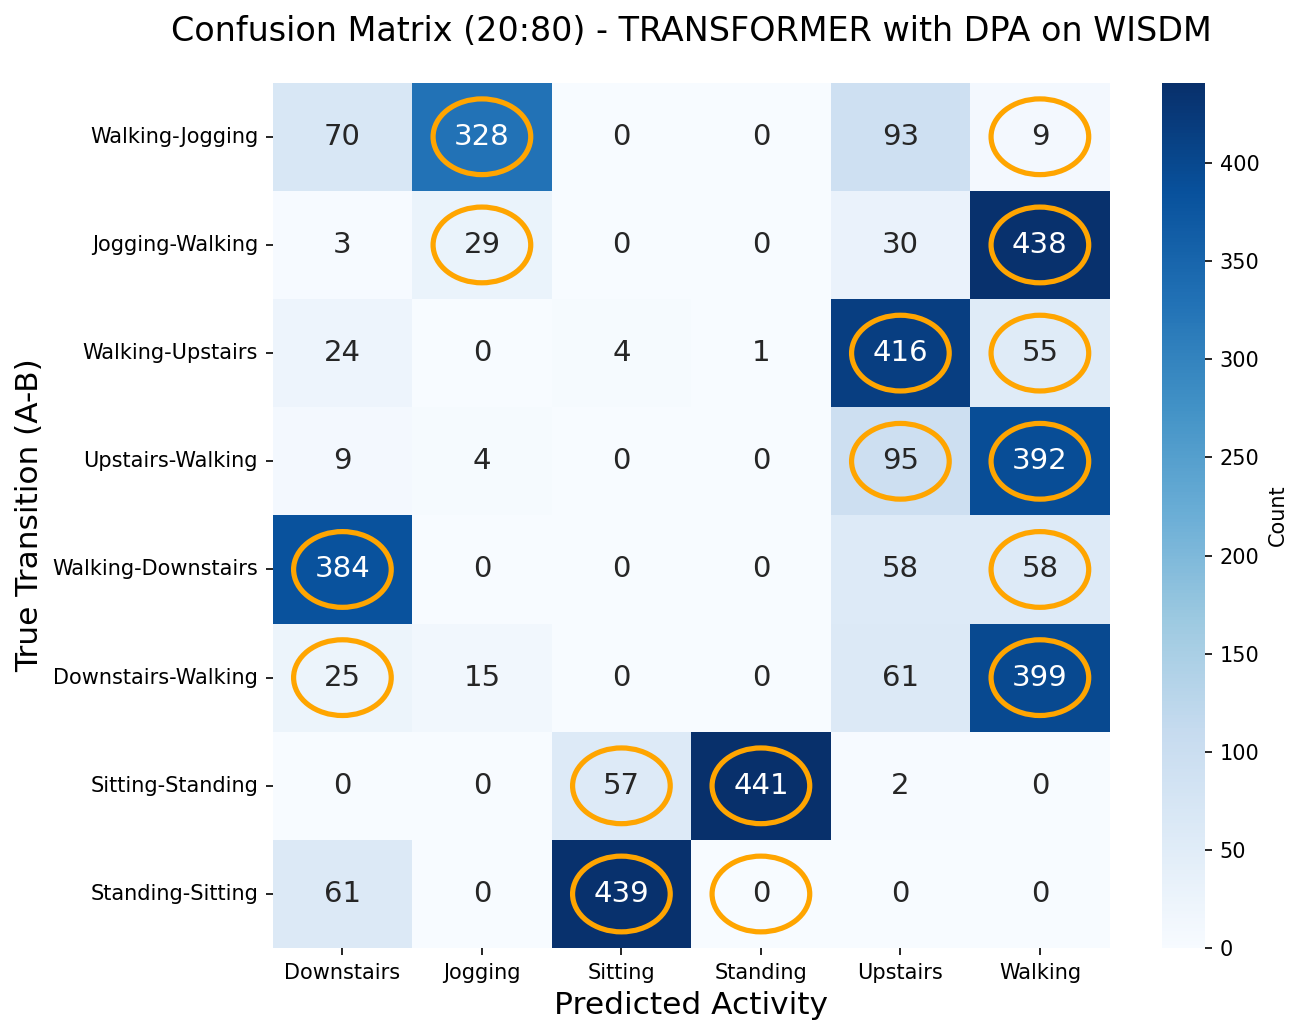 Confusion Matrix (20:80) - TRANSFORMER with DPA on WISDM
True Transition (A-B)
Walking-Jogging 70 328 0 0 93 9
Jogging-Walking 3 29 0 0 30 438
Walking-Upstairs 24 0 4 1 416 55
Upstairs-Walking 9 4 0 0 95 392
Walking-Downstairs 384 0 0 0 58 58
Downstairs-Walking 25 15 0 0 61 399
Sitting-Standing 0 0 57 441 2 0
Standing-Sitting 61 0 439 0 0 0
Downstairs Jogging Sitting Standing Upstairs Walking
Predicted Activity
400
350
300
250
200
150
100
50
0
Count